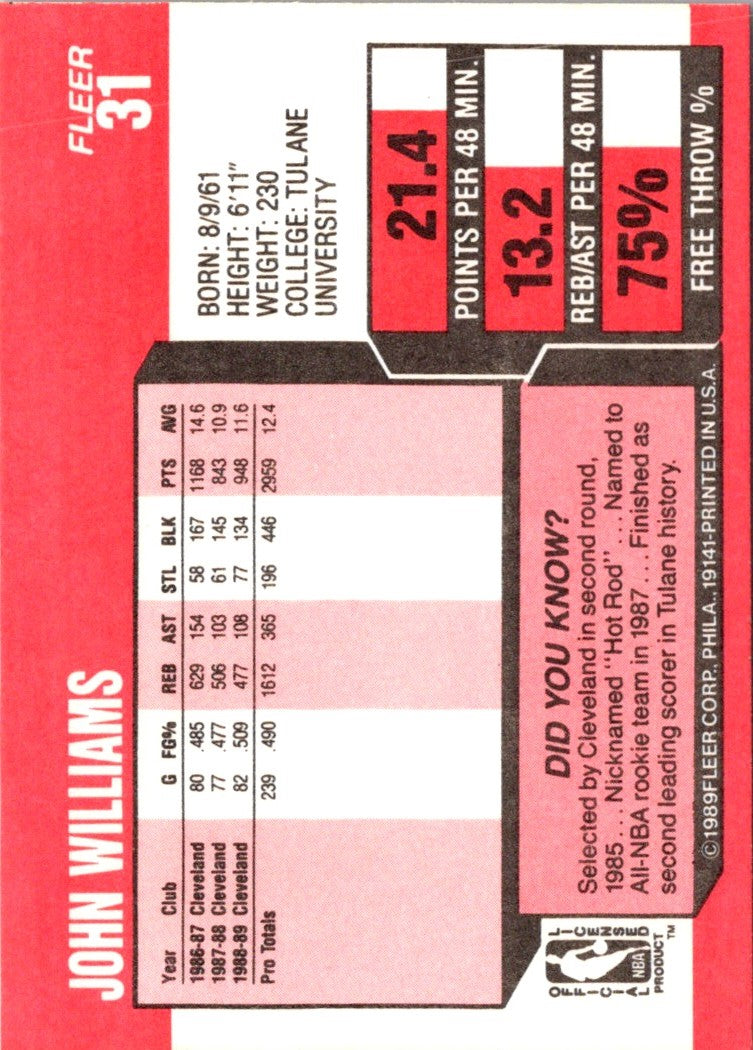 FLEER
31
JOHN WILLIAMS
BORN: 8/9/61
HEIGHT: 6'11"
WEIGHT: 230
COLLEGE: TULANE
UNIVERSITY
Year Club G FG% REB AST STL BLK PTS AVG
1986-87 Cleveland 80 .485 629 154 58 167 1168 14.6
1987-88 Cleveland 77 .477 506 103 61 145 843 10.9
1988-89 Cleveland 82 .509 477 108 77 134 948 11.6
Pro Totals 239 .490 1612 365 196 446 2959 12.4
21.4
POINTS PER 48 MIN.
13.2
REB/AST PER 48 MIN.
75%
FREE THROW %
DID YOU KNOW?
Selected by Cleveland in second round,
1985 ... Nicknamed "Hot Rod" ... Named to
All-NBA rookie team in 1987 ... Finished as
second leading scorer in Tulane history.
OFFICIAL LICENSED
NBA
PRODUCT™
©1989 FLEER CORP., PHILA., 19141-PRINTED IN U.S.A.